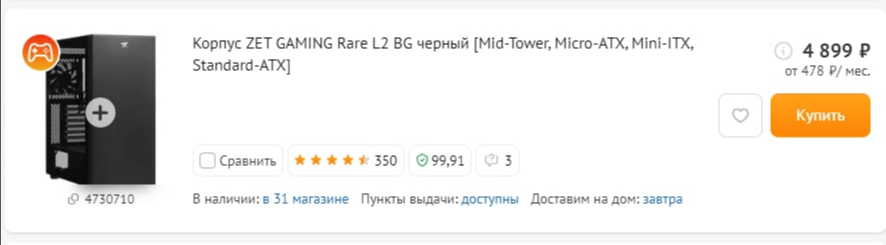 Корпус ZET GAMING Rare L2 BG черный [Mid-Tower, Micro-ATX, Mini-ITX,
Standard-ATX]
4 899 ₽
от 478 ₽/ мес.
Купить
Сравнить
350
99,91
3
4730710
В наличии: в 31 магазине Пункты выдачи: доступны Доставим на дом: завтра